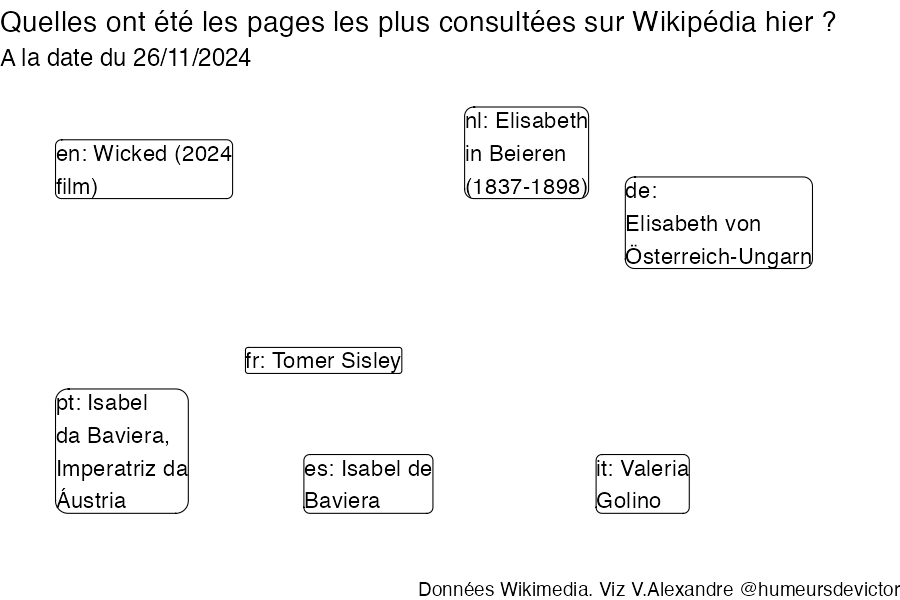 Quelles ont été les pages les plus consultées sur Wikipédia hier ?
A la date du 26/11/2024
en: Wicked (2024
film)
nl: Elisabeth
in Beieren
(1837-1898)
de:
Elisabeth von
Österreich-Ungarn
fr: Tomer Sisley
pt: Isabel
da Baviera,
Imperatriz da
Áustria
es: Isabel de
Baviera
it: Valeria
Golino
Données Wikimedia. Viz V.Alexandre @humeursdevictor